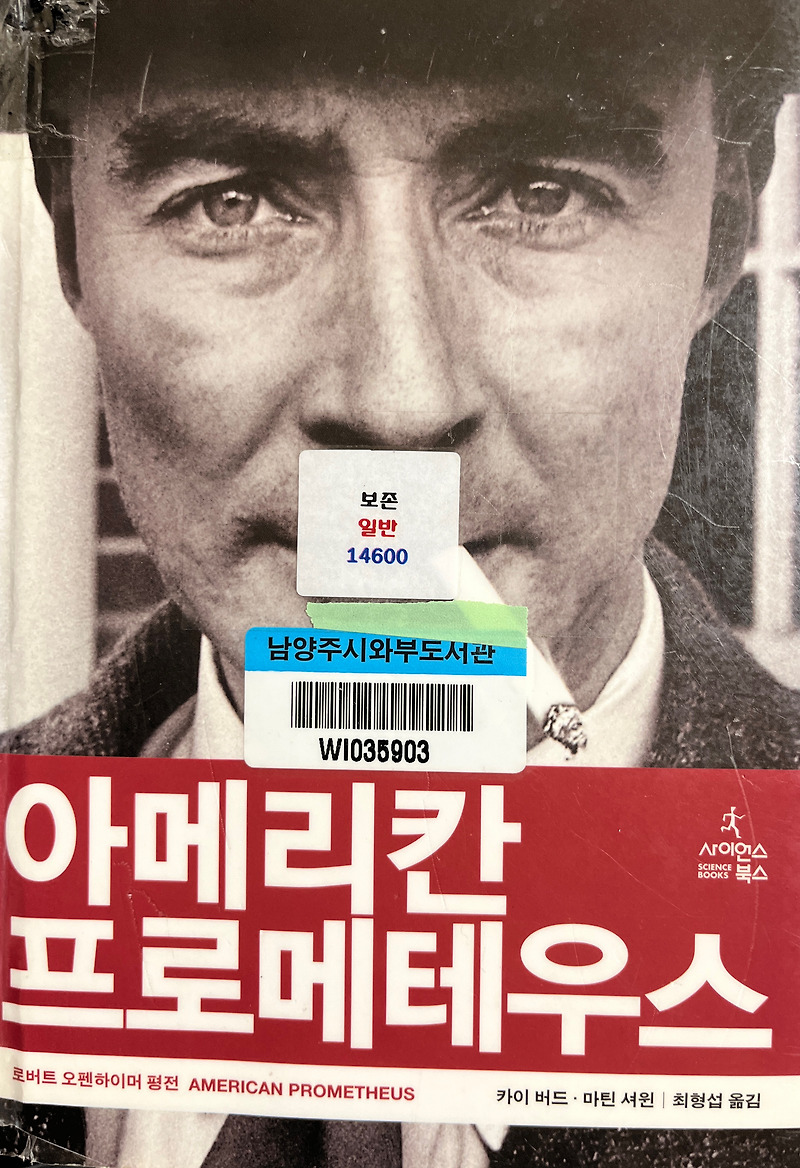 보존
일반
14600
남양주시와부도서관
WI035903
아메리칸
프로메테우스
사이언스
SCIENCE
BOOKS 북스
로버트 오펜하이머 평전 AMERICAN PROMETHEUS
카이 버드 · 마틴 셔윈 | 최형섭 옮김